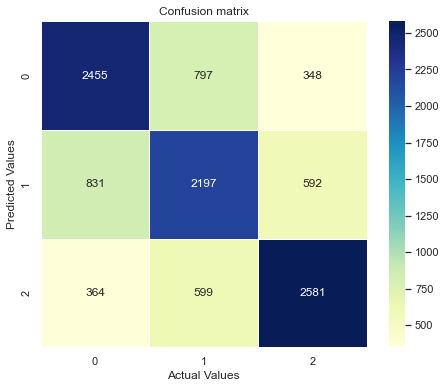 Confusion matrix
Predicted Values
0
2455 797 348
1
831 2197 592
2
364 599 2581
0 1 2
Actual Values
2500
2250
2000
1750
1500
1250
1000
750
500